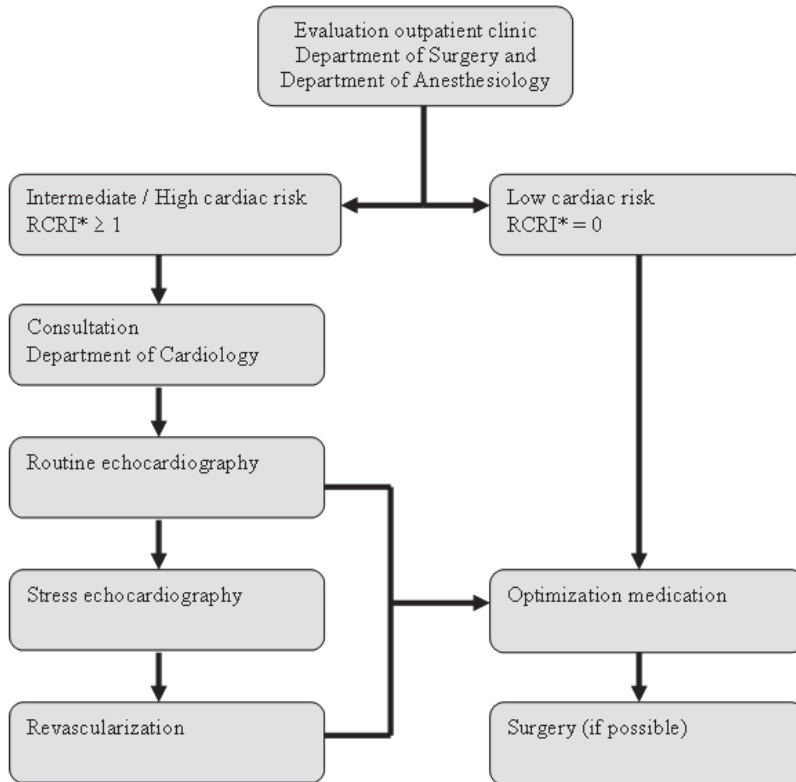 Evaluation outpatient clinic
Department of Surgery and
Department of Anesthesiology
Intermediate / High cardiac risk
RCRI* ≥ 1
Low cardiac risk
RCRI* = 0
Consultation
Department of Cardiology
Routine echocardiography
Stress echocardiography
Optimization medication
Revascularization
Surgery (if possible)